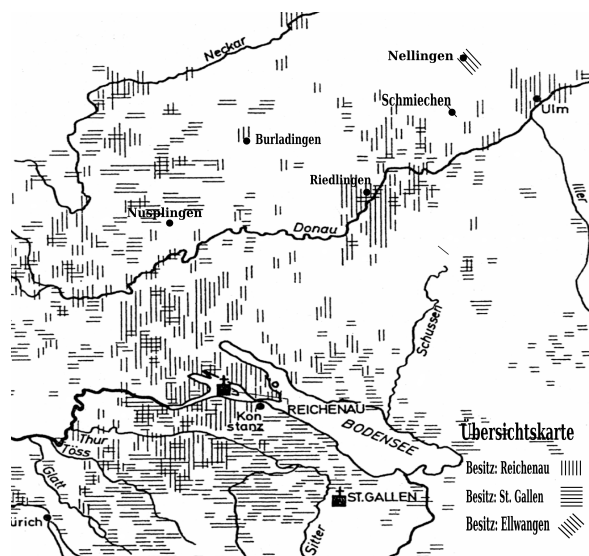 Neckar
Nellingen
Schmiechen
Ulm
Burladingen
Riedlingen
Iller
Nusplingen
Donau
Schussen
REICHENAU
Kon
stanz
BODENSEE
Übersichtskarte
Thur
Töss
Besitz: Reichenau
Glatt
ST.GALLEN
Besitz: St. Gallen
ürich
Sitter
Besitz: Ellwangen